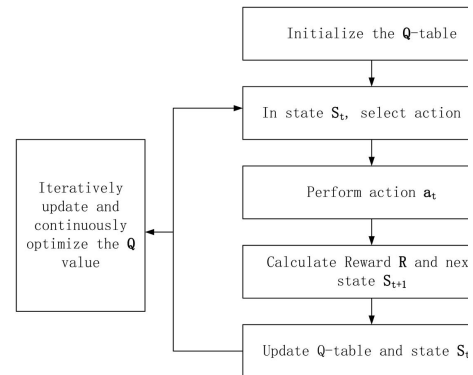 Initialize the Q-table
In state Sₜ, select action
Perform action aₜ
Iteratively
update and
continuously
optimize the Q
value
Calculate Reward R and nex
state Sₜ₊₁
Update Q-table and state Sₜ